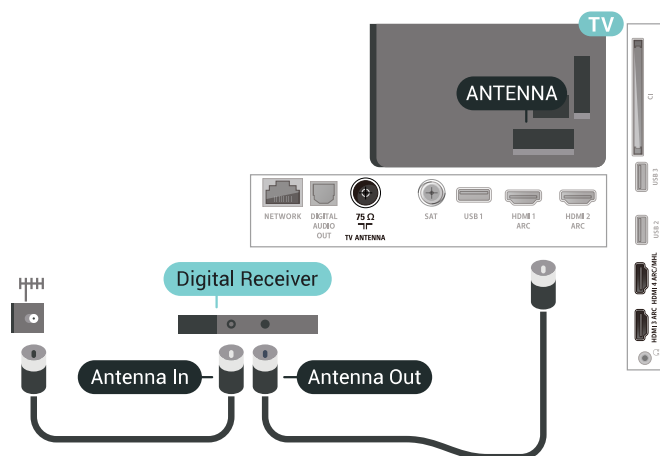 TV
ANTENNA
NETWORK
DIGITAL
AUDIO
OUT
75 Ω
TV ANTENNA
SAT
USB 1
HDMI 1
ARC
HDMI 2
ARC
CI
USB 3
USB 2
HDMI 4 ARC/MHL
HDMI 3 ARC
Digital Receiver
Antenna In
Antenna Out